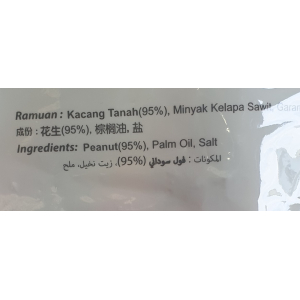 Ramuan : Kacang Tanah(95%), Minyak Kelapa Sawit, Garam
成份 : 花生(95%), 棕榈油, 盐
Ingredients: Peanut(95%), Palm Oil, Salt
المكونات : فول سوداني (95%)، زيت نخيل، ملح